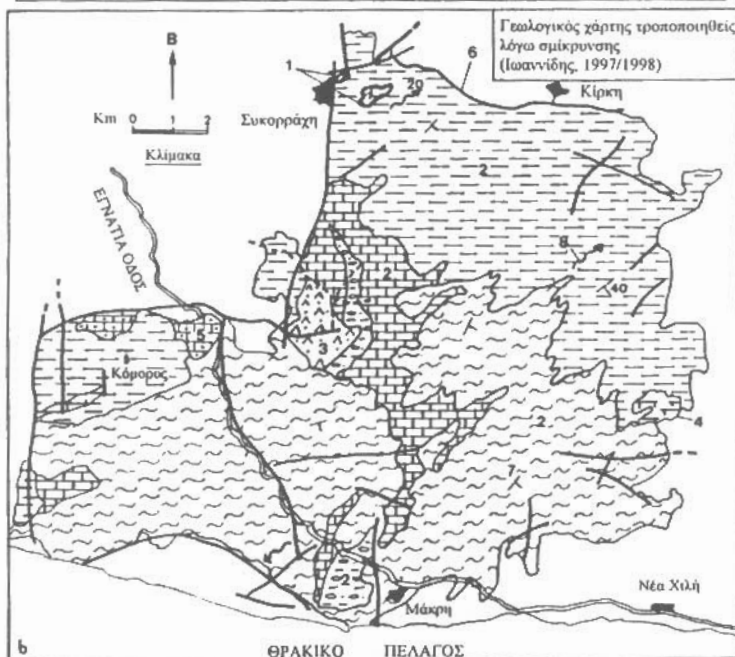 Γεωλογικός χάρτης τροποποιηθείς
λόγω σμίκρυνσης
(Ιωαννίδης, 1997/1998)
Β
1
6
20
Κίρκη
Συκορράχη
Km 0 1 2
Κλίμακα
2
ΕΓΝΑΤΙΑ ΟΔΟΣ
8
2
40
5
3
Κόμαρος
4
2
7
2
Μάκρη
Νέα Χιλή
b
ΘΡΑΚΙΚΟ ΠΕΛΑΓΟΣ